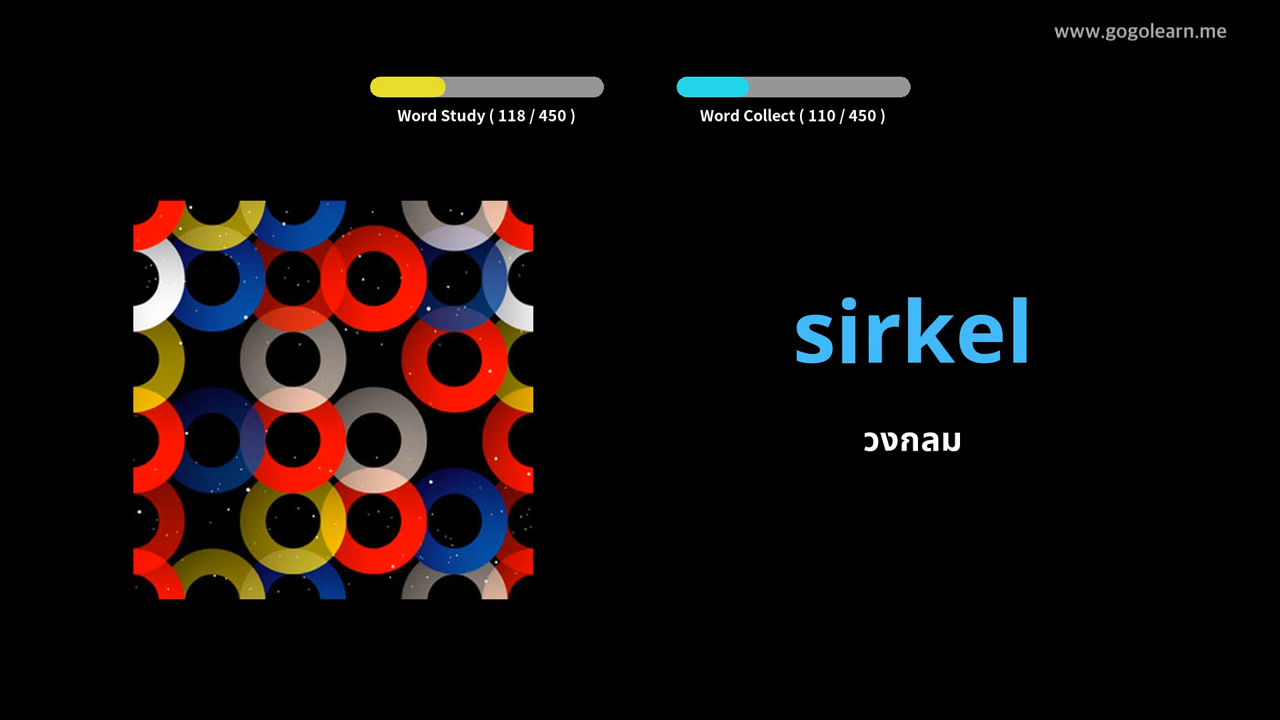 www.gogolearn.me
Word Study ( 118 / 450 )
Word Collect ( 110 / 450 )
sirkel
วงกลม